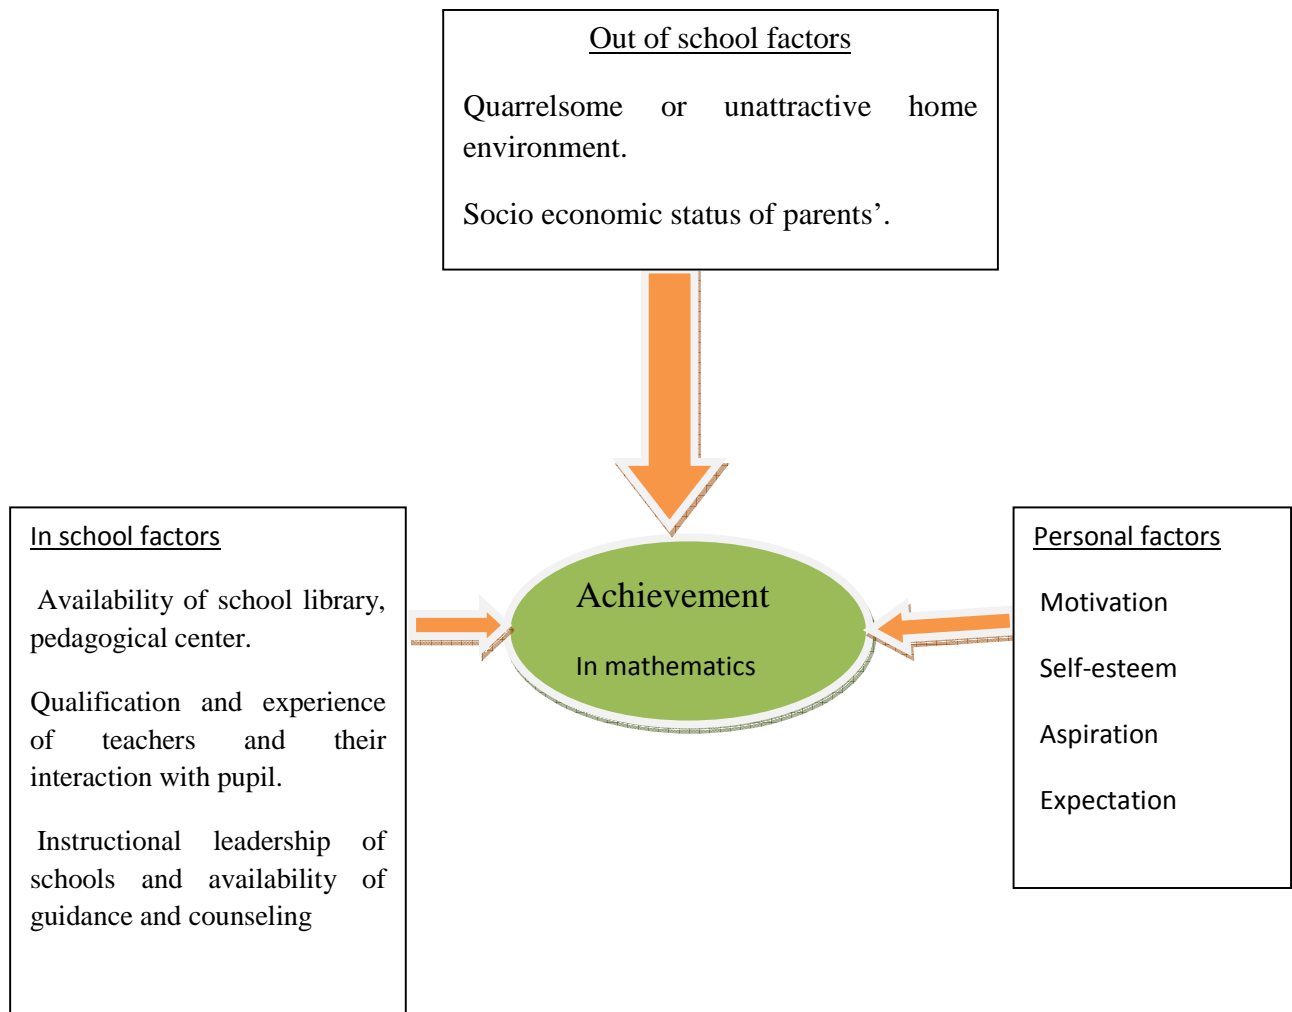 Out of school factors
Quarrelsome or unattractive home
environment.
Socio economic status of parents’.
In school factors
Availability of school library,
pedagogical center.
Qualification and experience
of teachers and their
interaction with pupil.
Instructional leadership of
schools and availability of
guidance and counseling
Achievement
In mathematics
Personal factors
Motivation
Self-esteem
Aspiration
Expectation